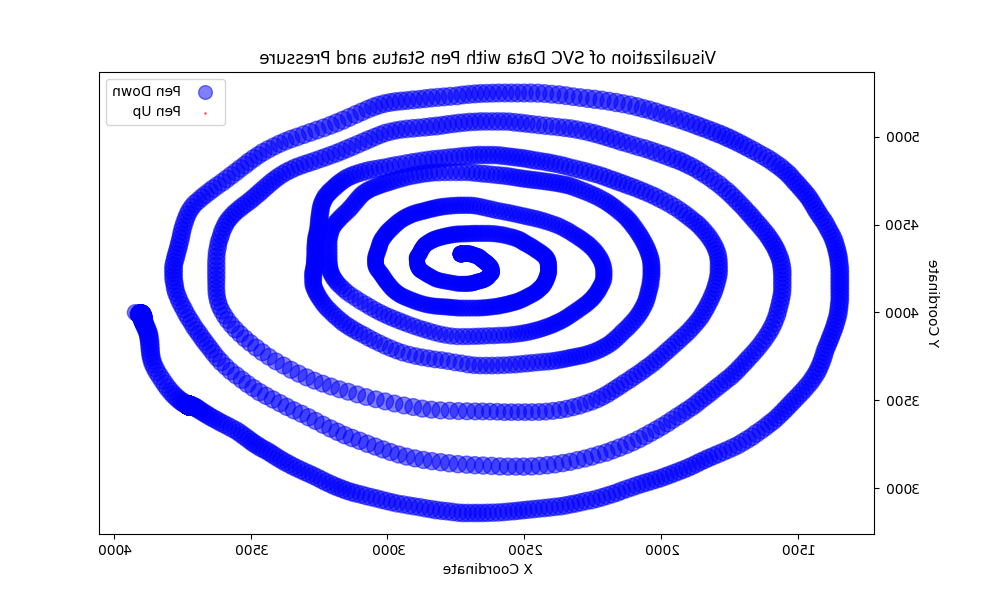 Visualization of SVC Data with Pen Status and Pressure
Pen Down
Pen Up
5000
4500
4000
3500
3000
Y Coordinate
4000
3500
3000
2500
2000
1500
X Coordinate